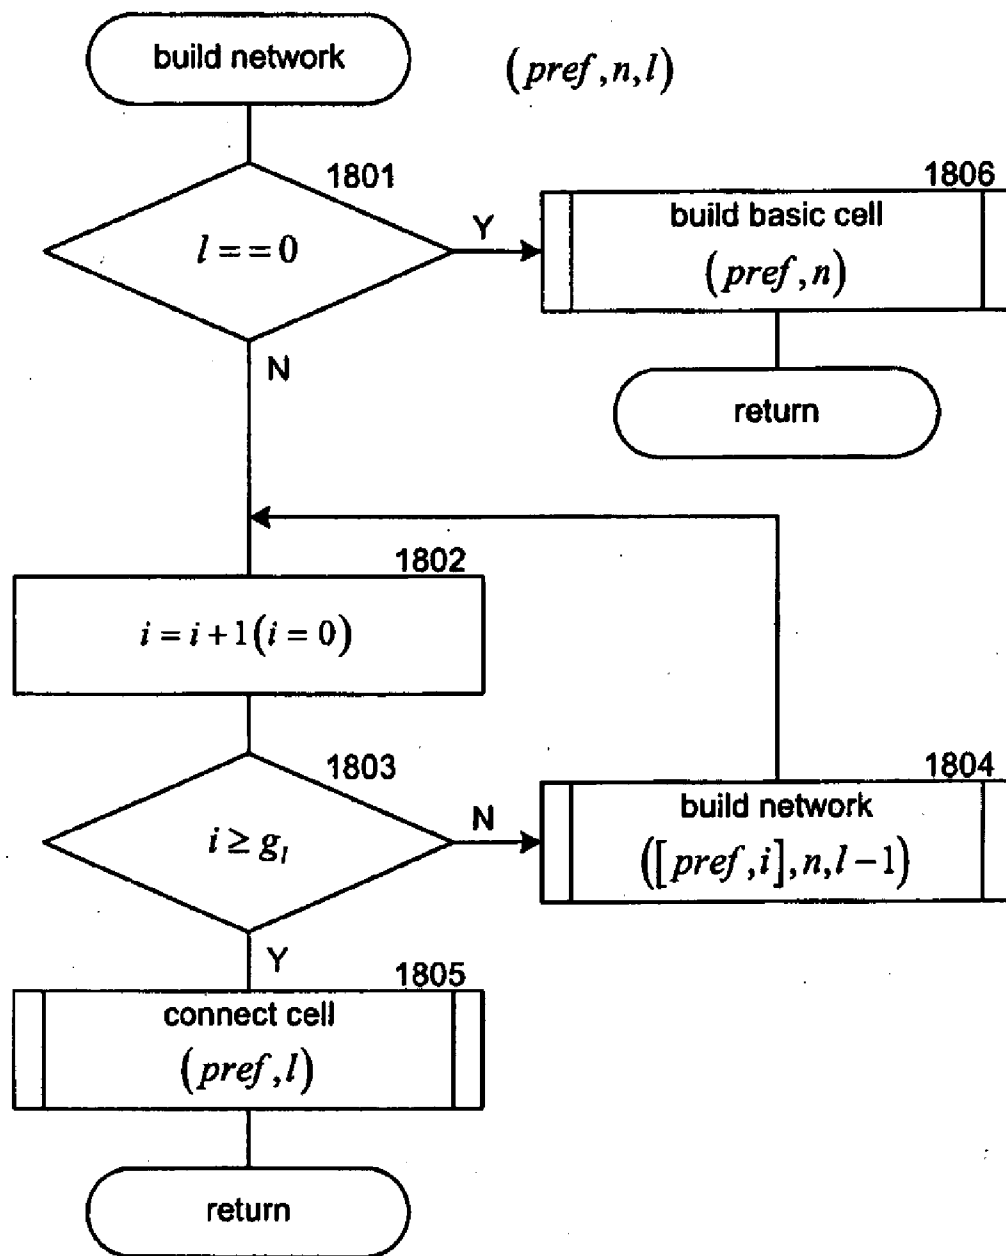 build network
(pref,n,l)
1801
l==0
Y
1806
build basic cell
(pref,n)
N
return
1802
i=i+1(i=0)
1803
i≥g_l
N
1804
build network
([pref,i],n,l-1)
Y
1805
connect cell
(pref,l)
return